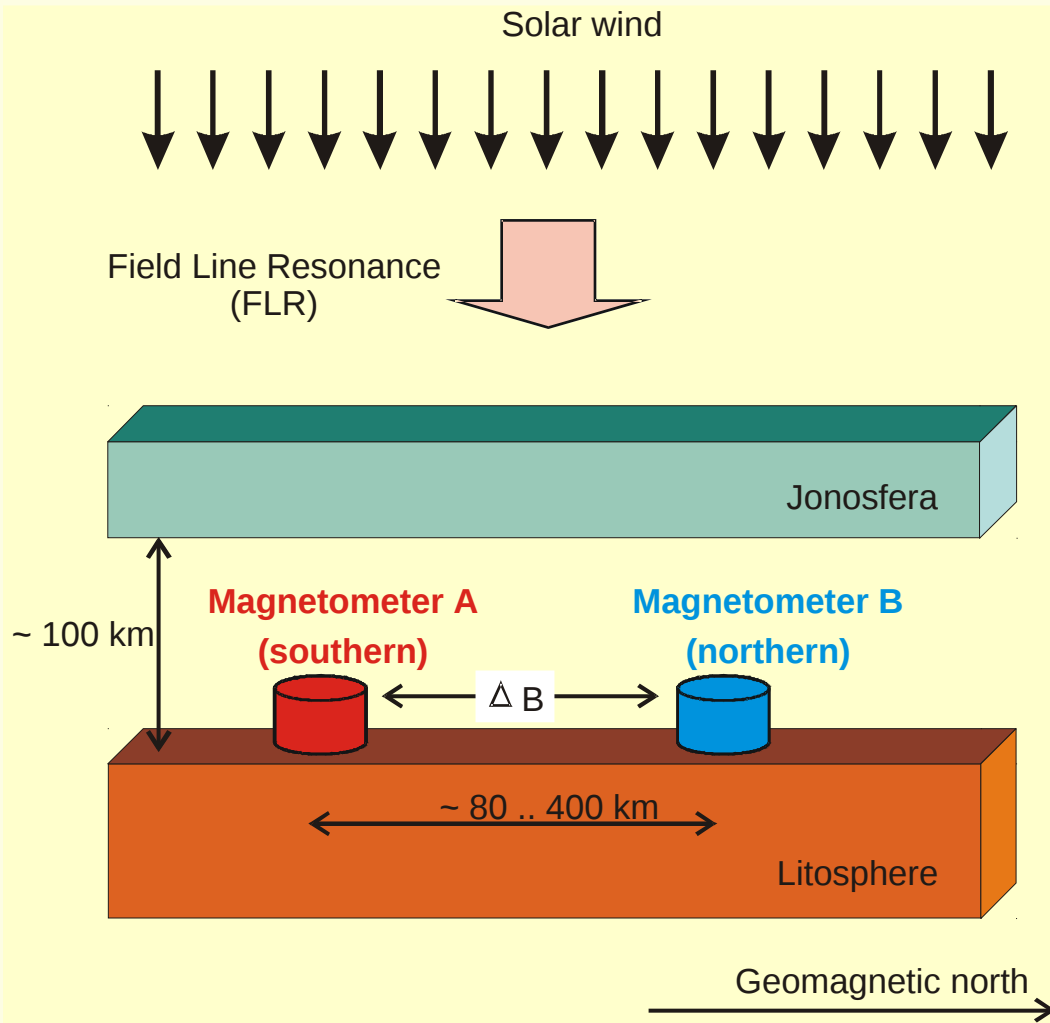 Solar wind
Field Line Resonance
(FLR)
Jonosfera
Magnetometer A
(southern)
Magnetometer B
(northern)
~ 100 km
Δ B
~ 80 .. 400 km
Litosphere
Geomagnetic north